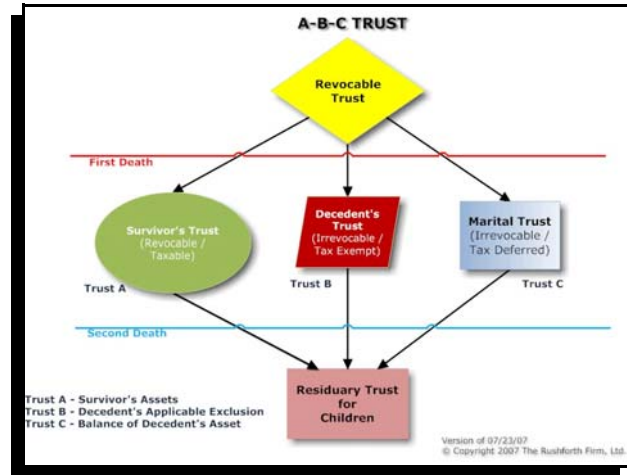 A-B-C TRUST
Revocable
Trust
First Death
Survivor's Trust
(Revocable /
Taxable)
Trust A
Decedent's
Trust
(Irrevocable /
Tax Exempt)
Trust B
Marital Trust
(Irrevocable /
Tax Deferred)
Trust C
Second Death
Residuary Trust
for
Children
Trust A - Survivor's Assets
Trust B - Decedent's Applicable Exclusion
Trust C - Balance of Decedent's Asset
Version of 07/23/07
© Copyright 2007 The Rushforth Firm, Ltd.